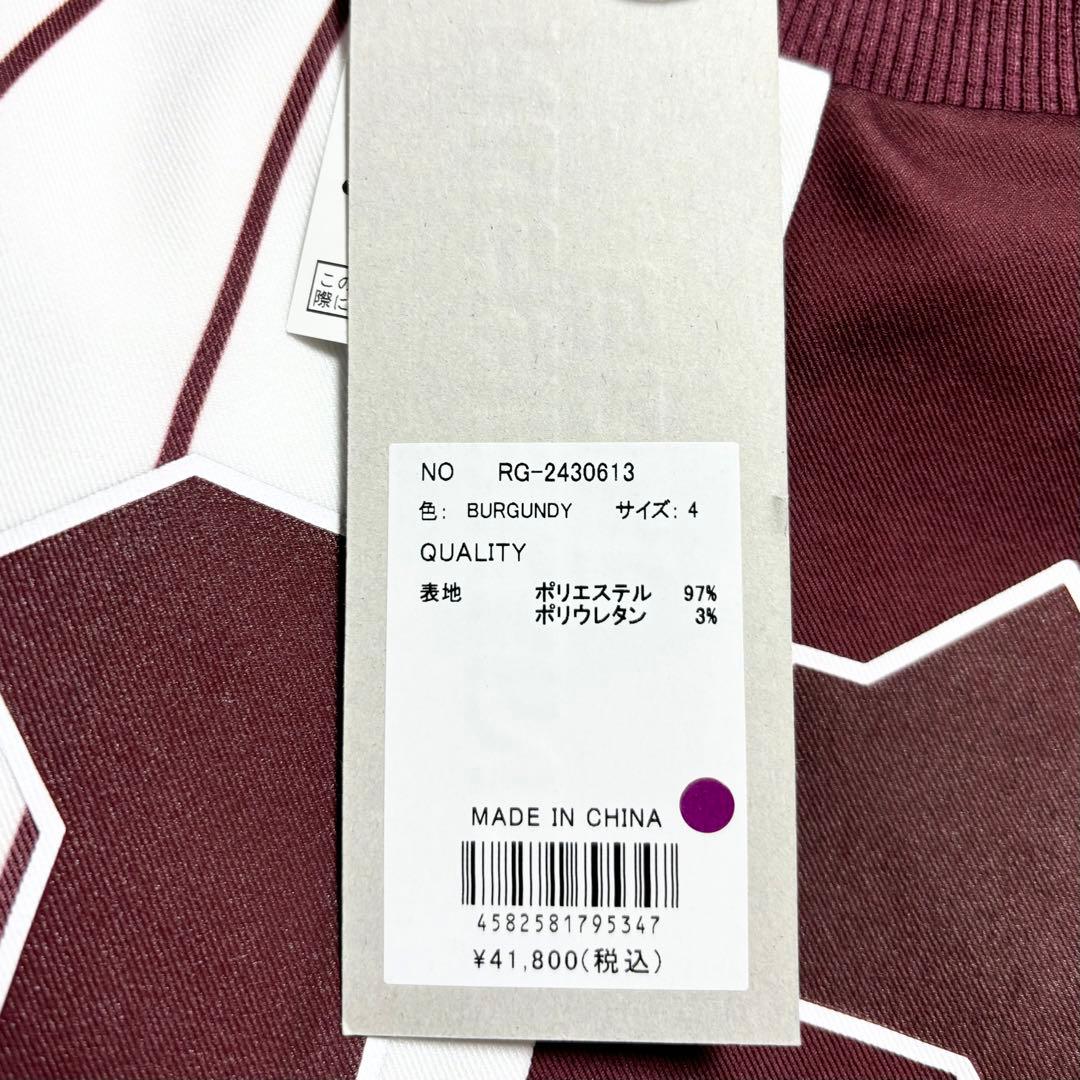 この
際に
NO RG-2430613
色: BURGUNDY サイズ: 4
QUALITY
表地 ポリエステル 97%
ポリウレタン 3%
MADE IN CHINA
4582581795347
¥41,800(税込)